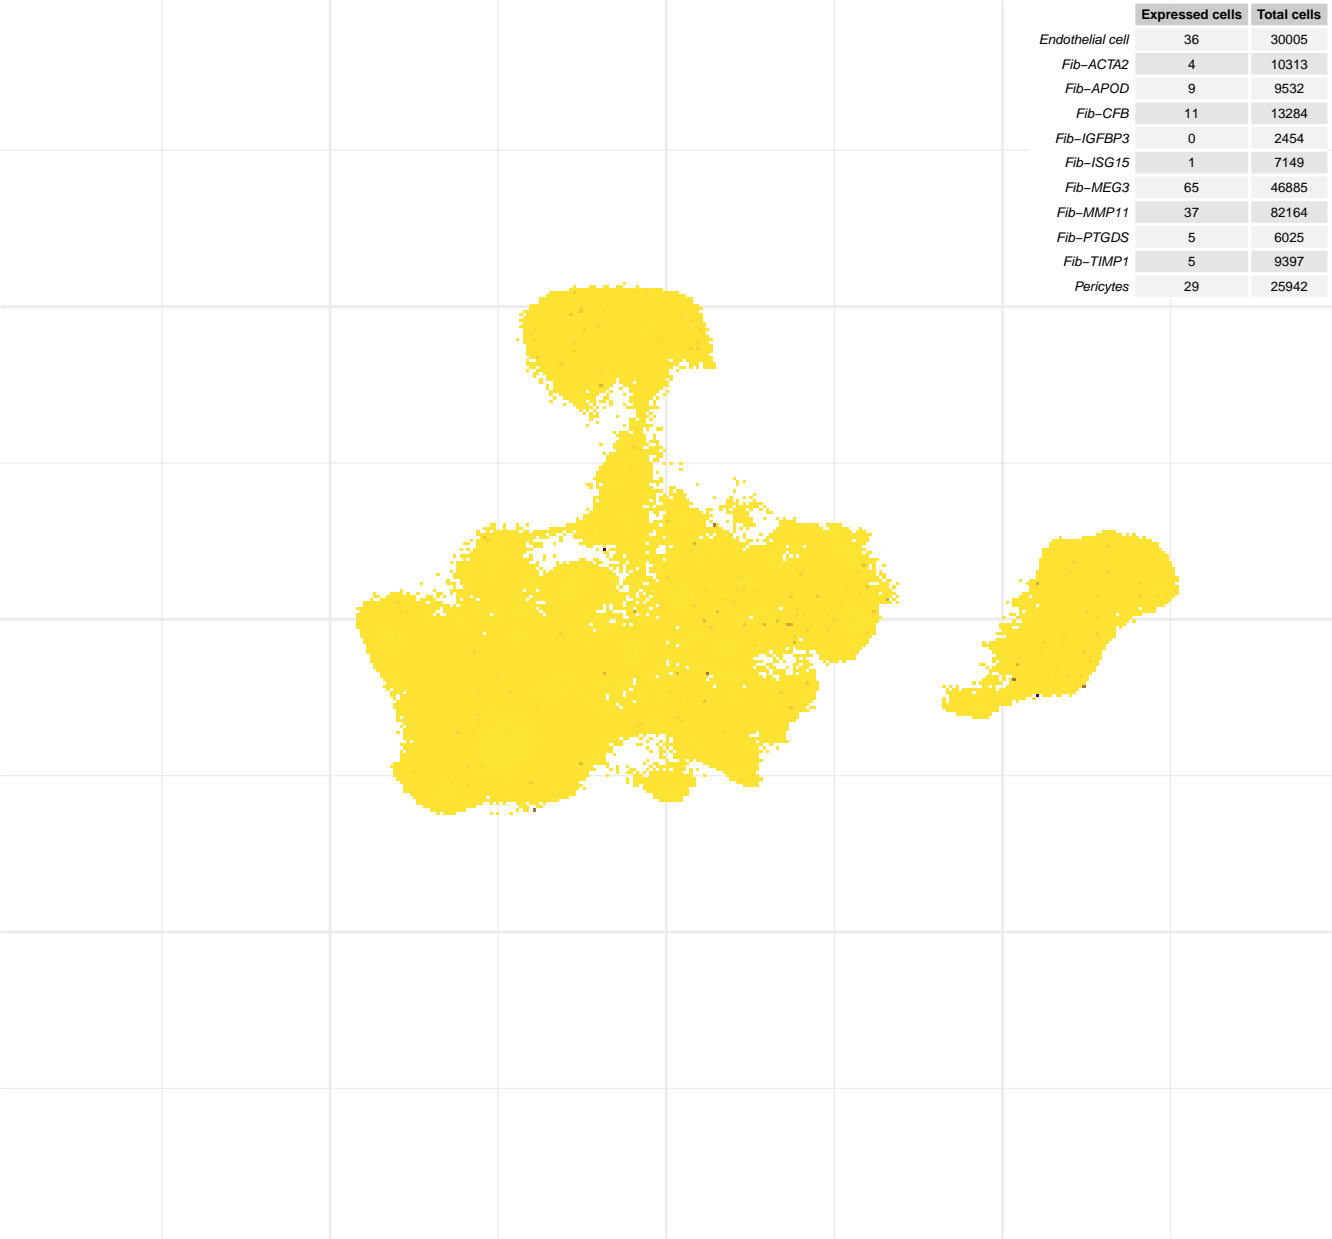 Expressed cells Total cells
Endothelial cell 36 30005
Fib−ACTA2 4 10313
Fib−APOD 9 9532
Fib−CFB 11 13284
Fib−IGFBP3 0 2454
Fib−ISG15 1 7149
Fib−MEG3 65 46885
Fib−MMP11 37 82164
Fib−PTGDS 5 6025
Fib−TIMP1 5 9397
Pericytes 29 25942